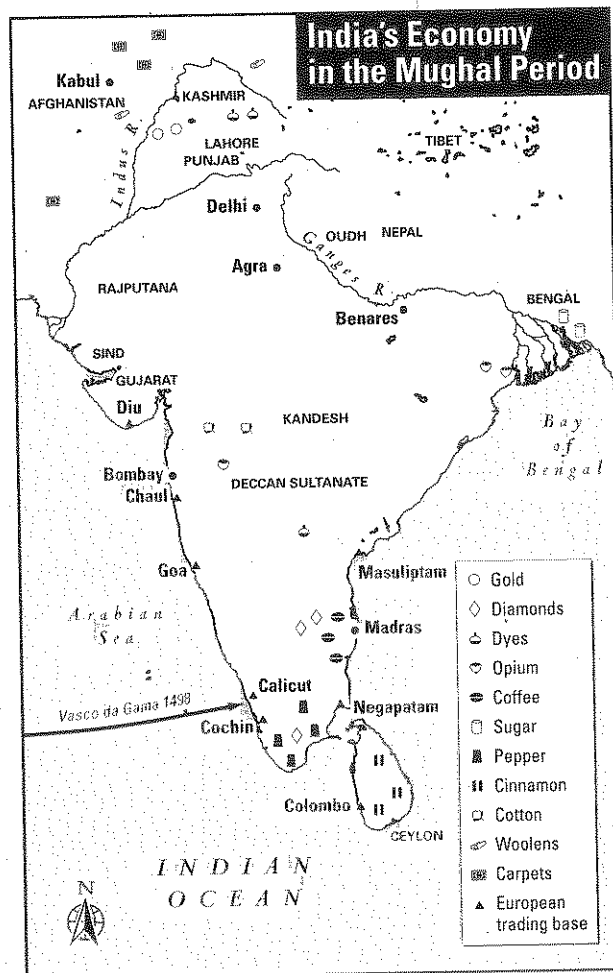 India's Economy
in the Mughal Period
Kabul
AFGHANISTAN
KASHMIR
LAHORE
PUNJAB
Indus R.
TIBET
Delhi
OUDH
NEPAL
Ganges R.
Agra
RAJPUTANA
Benares
BENGAL
SIND
GUJARAT
Diu
KANDESH
Bay
of
Bengal
Bombay
Chaul
DECCAN SULTANATE
Goa
Masuliptam
Arabian
Sea
Madras
Calicut
Vasco da Gama 1498
Cochin
Negapatam
Colombo
CEYLON
INDIAN
OCEAN
N
Gold
Diamonds
Dyes
Opium
Coffee
Sugar
Pepper
Cinnamon
Cotton
Woolens
Carpets
European
trading base